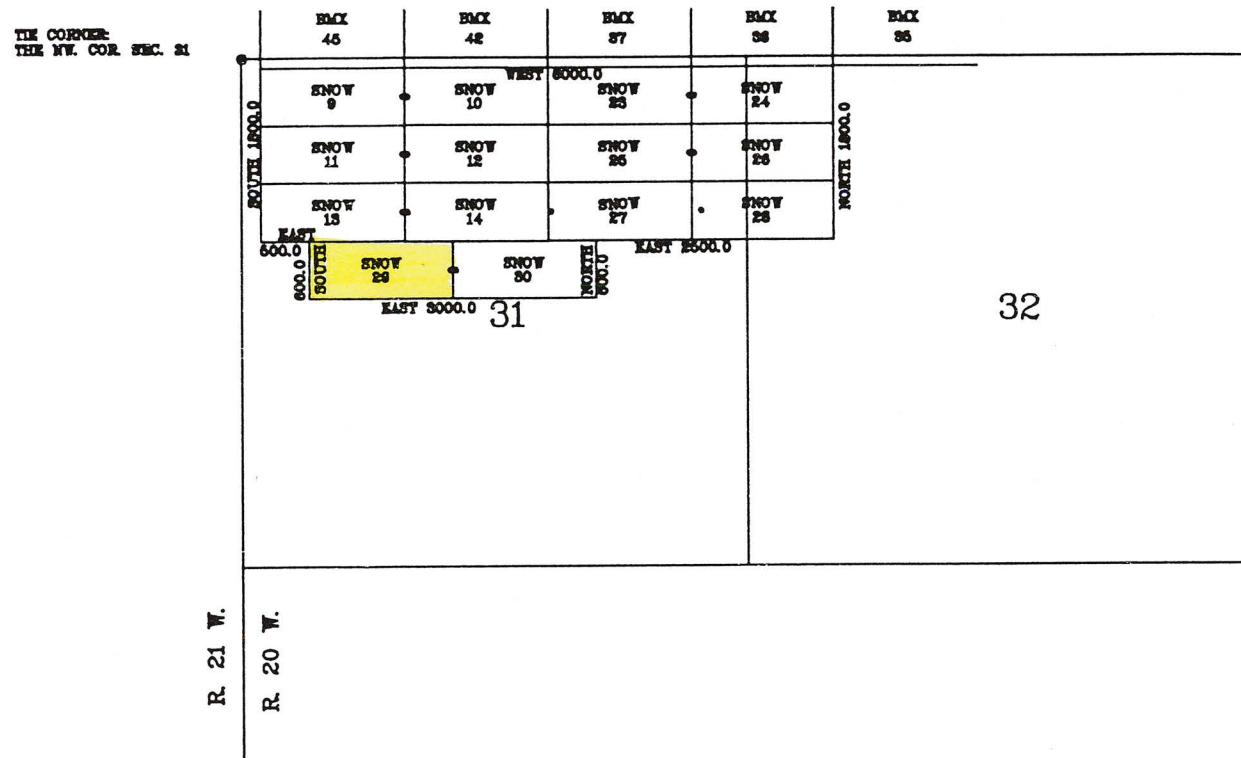 TIE CORNER:
THE NW. COR. SEC. 31
BMX
45
BMX
42
BMX
37
BMX
36
BMX
35
WEST 6000.0
SOUTH 1800.0
NORTH 1800.0
SNOW
9
SNOW
10
SNOW
23
SNOW
24
SNOW
11
SNOW
12
SNOW
25
SNOW
26
SNOW
13
SNOW
14
SNOW
27
SNOW
28
EAST
500.0
EAST 2500.0
SOUTH
600.0
SNOW
29
SNOW
30
NORTH
600.0
EAST 3000.0
31
32
R. 21 W.
R. 20 W.